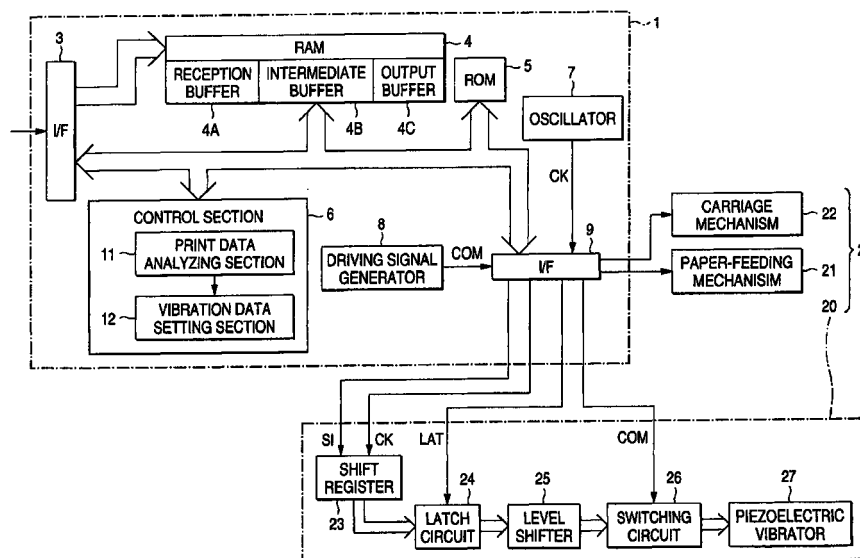 1
3
RAM
4
RECEPTION BUFFER
INTERMEDIATE BUFFER
OUTPUT BUFFER
4A
4B
4C
ROM
5
7
OSCILLATOR
I/F
CK
CONTROL SECTION
6
11
PRINT DATA ANALYZING SECTION
12
VIBRATION DATA SETTING SECTION
8
DRIVING SIGNAL GENERATOR
COM
9
I/F
CARRIAGE MECHANISM
22
PAPER-FEEDING MECHANISIM
21
2
20
SI
CK
LAT
COM
SHIFT REGISTER
23
24
LATCH CIRCUIT
25
LEVEL SHIFTER
26
SWITCHING CIRCUIT
27
PIEZOELECTRIC VIBRATOR